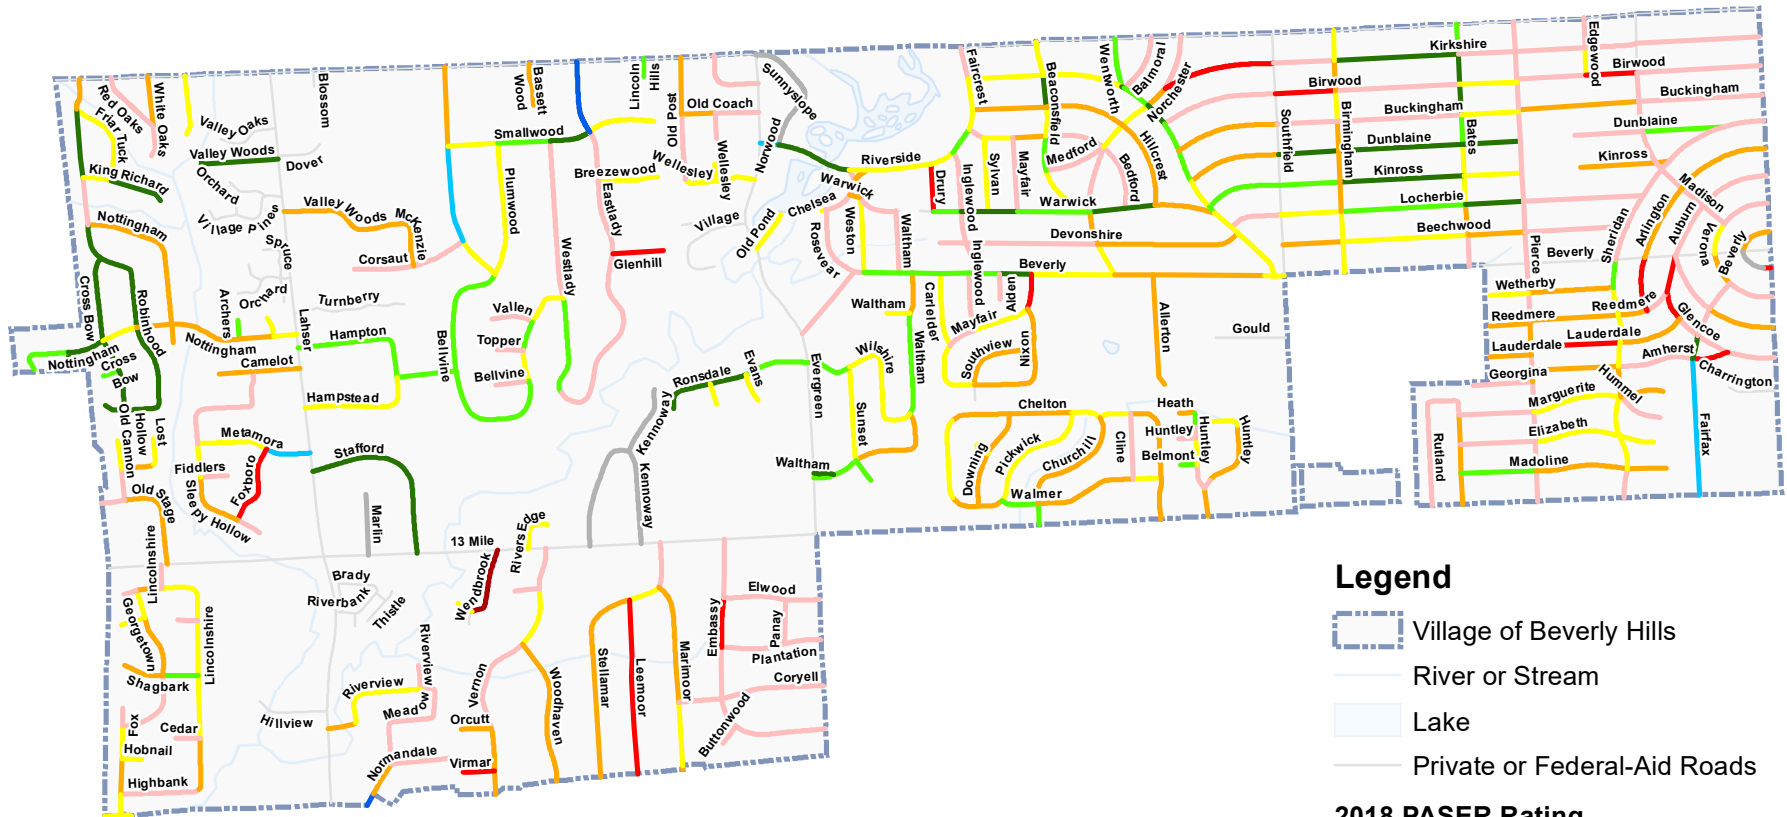 Red Oaks
Friar Tuck
White Oaks
Valley Oaks
Blossom
Valley Woods
Dover
King Richard
Orchard
Village Pines
Valley Woods
McKenzie
Nottingham
Spruce
Corsaut
Cross Bow
Robinhood
Archers
Orchard
Turnberry
Lahser
Hampton
Nottingham
Nottingham
Camelot
Cross
Bow
Hampstead
Old Cannon
Hollow
Lost
Metamora
Stafford
Fiddlers
Foxboro
Sleepy Hollow
Old Stage
Marlin
Wood
Bassett
Lincoln
Hills
Old Post
Old Coach
Sunnyslope
Smallwood
Norwood
Wellesley
Wellesley
Breezewood
Plumwood
Eastlady
Village
Old Pond
Westlady
Glenhill
Vallen
Topper
Bellvine
Bellvine
Riverside
Warwick
Chelsea
Rosevear
Weston
Waltham
Drury
Inglewood
Sylvan
Mayfair
Faircrest
Beaconsfield
Wentworth
Balmoral
Norchester
Medford
Bedford
Hillcrest
Warwick
Devonshire
Beverly
Inglewood
Alden
Waltham
Carleider
Mayfair
Southview
Nixon
Allerton
Gould
Waltham
Wilshire
Evergreen
Evans
Ronsdale
Kennoway
Kennoway
Sunset
Waltham
Chelton
Heath
Downing
Pickwick
Churchill
Cline
Huntley
Huntley
Huntley
Belmont
Walmer
Kirkshire
Edgewood
Birwood
Birwood
Buckingham
Buckingham
Southfield
Birmingham
Bates
Dunblaine
Dunblaine
Kinross
Kinross
Locherbie
Beechwood
Pierce
Beverly
Sheridan
Arlington
Auburn
Madison
Verona
Beverly
Wetherby
Reedmere
Reedmere
Glencoe
Lauderdale
Lauderdale
Amherst
Charrington
Georgina
Marguerite
Hummel
Elizabeth
Fairfax
Rutland
Madoline
13 Mile
Rivers Edge
Wendbrook
Lincolnshire
Brady
Riverbank
Thistle
Georgetown
Lincolnshire
Shagbark
Riverview
Riverview
Meadow
Hillview
Fox
Cedar
Hobnail
Highbank
Normandale
Vernon
Orcutt
Virmar
Woodhaven
Stellamar
Leemoor
Marimoor
Embassy
Elwood
Panay
Plantation
Coryell
Buttonwood
Legend
Village of Beverly Hills
River or Stream
Lake
Private or Federal-Aid Roads
2018 PASER Rating